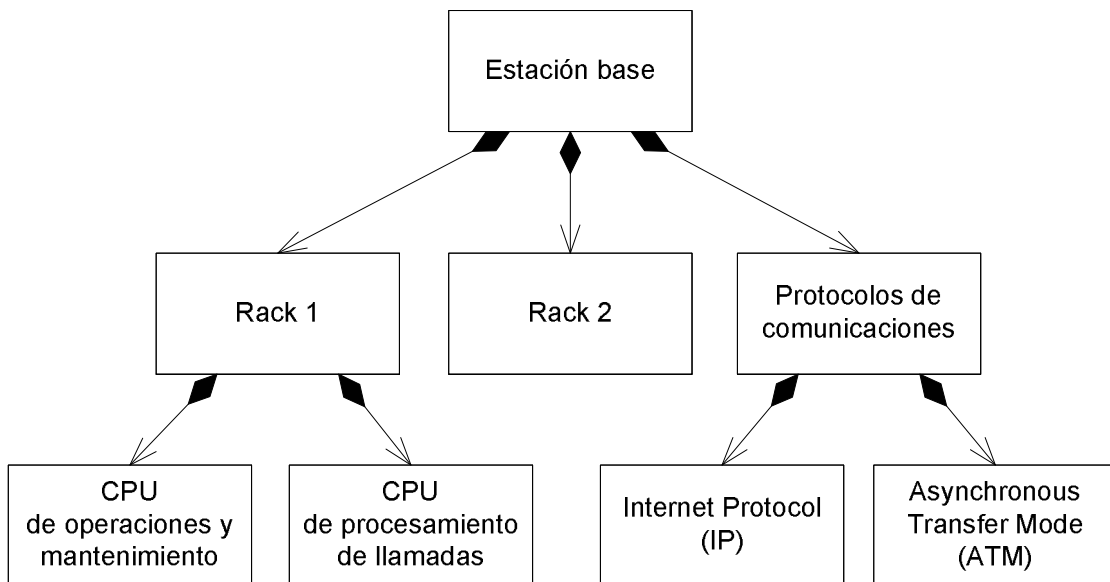 Estación base
Rack 1
Rack 2
Protocolos de
comunicaciones
CPU
de operaciones y
mantenimiento
CPU
de procesamiento
de llamadas
Internet Protocol
(IP)
Asynchronous
Transfer Mode
(ATM)